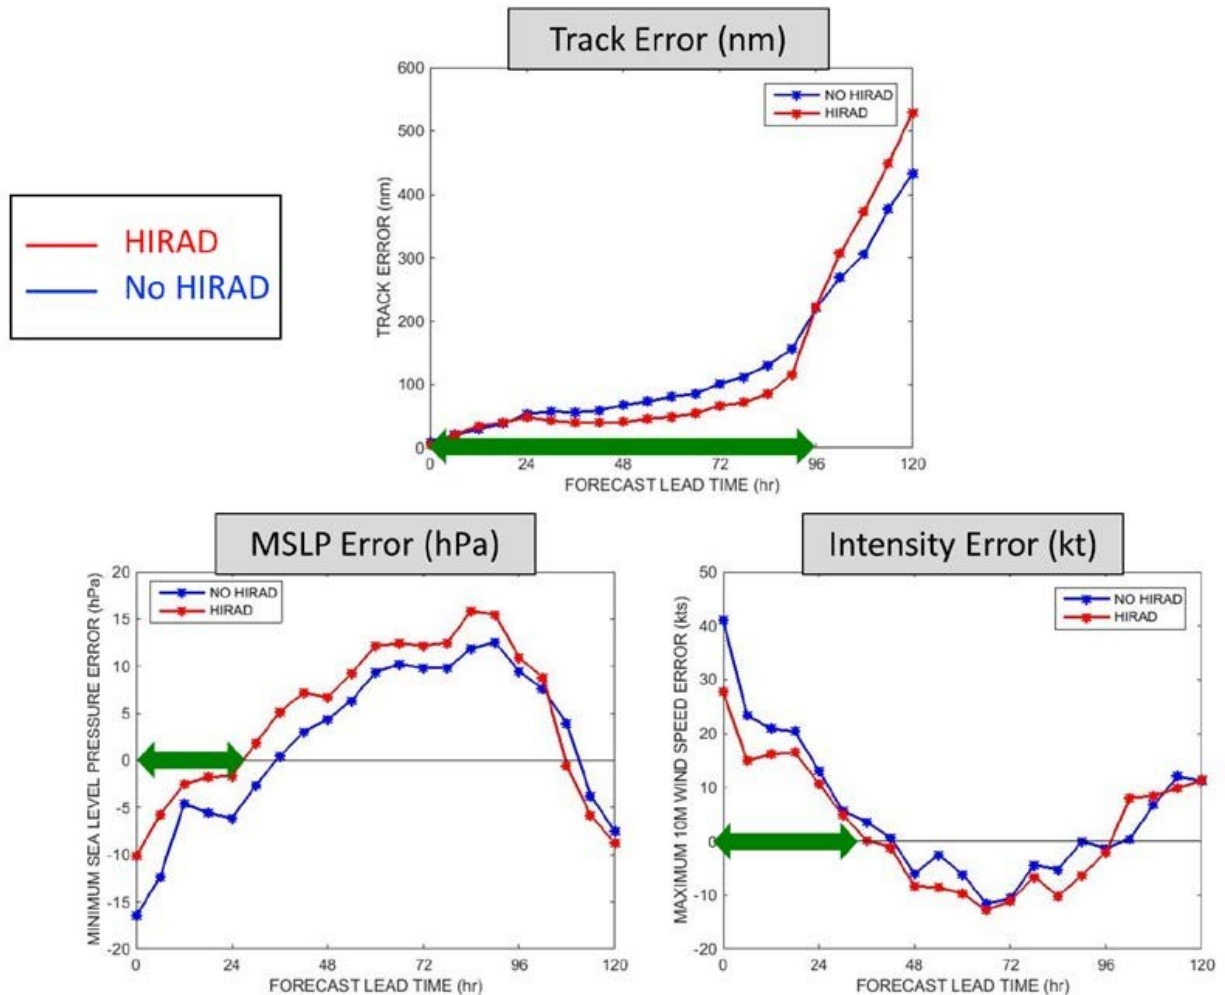 Track Error (nm)
600
500
400
300
200
100
0
TRACK ERROR (nm)
NO HIRAD
HIRAD
0 24 48 72 96 120
FORECAST LEAD TIME (hr)
HIRAD
No HIRAD
MSLP Error (hPa)
20
15
10
5
0
-5
-10
-15
-20
MINIMUM SEA LEVEL PRESSURE ERROR (hPa)
NO HIRAD
HIRAD
0 24 48 72 96 120
FORECAST LEAD TIME (hr)
Intensity Error (kt)
50
40
30
20
10
0
-10
-20
MAXIMUM 10M WIND SPEED ERROR (kts)
NO HIRAD
HIRAD
0 24 48 72 96 120
FORECAST LEAD TIME (hr)